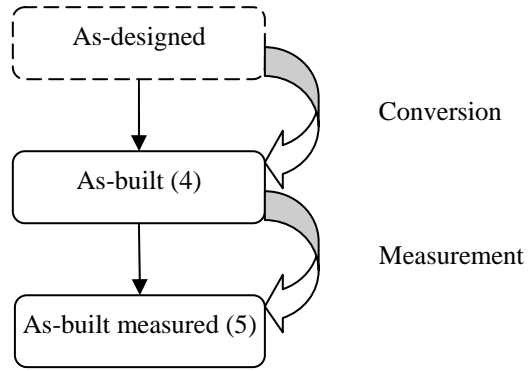 As-designed
Conversion
As-built (4)
Measurement
As-built measured (5)